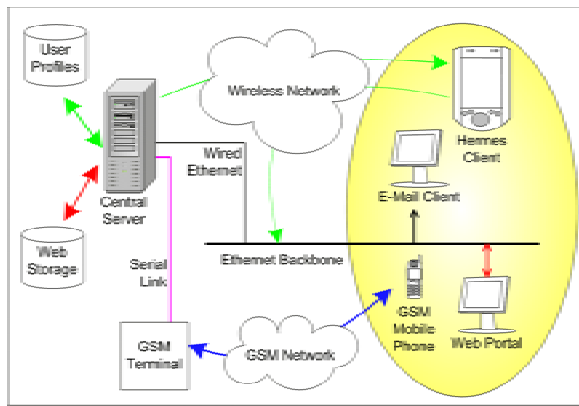 User
Profiles
Wireless Network
Hermes
Client
Wired
Ethernet
E-Mail Client
Central
Server
Web
Storage
Serial
Link
Ethernet Backbone
GSM
Mobile
Phone
Web Portal
GSM
Terminal
GSM Network